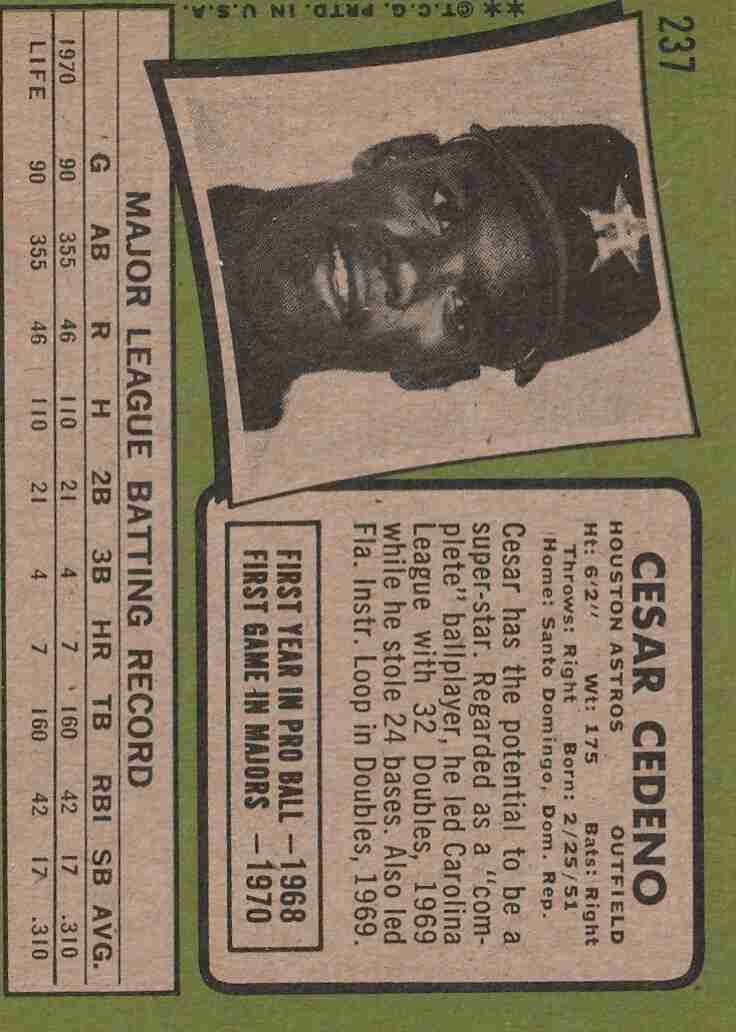 237
CESAR CEDENO
HOUSTON ASTROS OUTFIELD
Ht: 6'2" Wt: 175 Bats: Right
Throws: Right Born: 2/25/51
Home: Santo Domingo, Dom. Rep.
Cesar has the potential to be a
super-star. Regarded as a "com-
plete" ballplayer, he led Carolina
League with 32 Doubles, 1969
while he stole 24 bases. Also led
Fla. Instr. Loop in Doubles, 1969.
FIRST YEAR IN PRO BALL —1968
FIRST GAME IN MAJORS —1970
MAJOR LEAGUE BATTING RECORD
G AB R H 2B 3B HR TB RBI SB AVG.
1970 90 355 46 110 21 4 7 160 42 17 .310
LIFE 90 355 46 110 21 4 7 160 42 17 .310
**©T.C.G. PRTD. IN U.S.A.